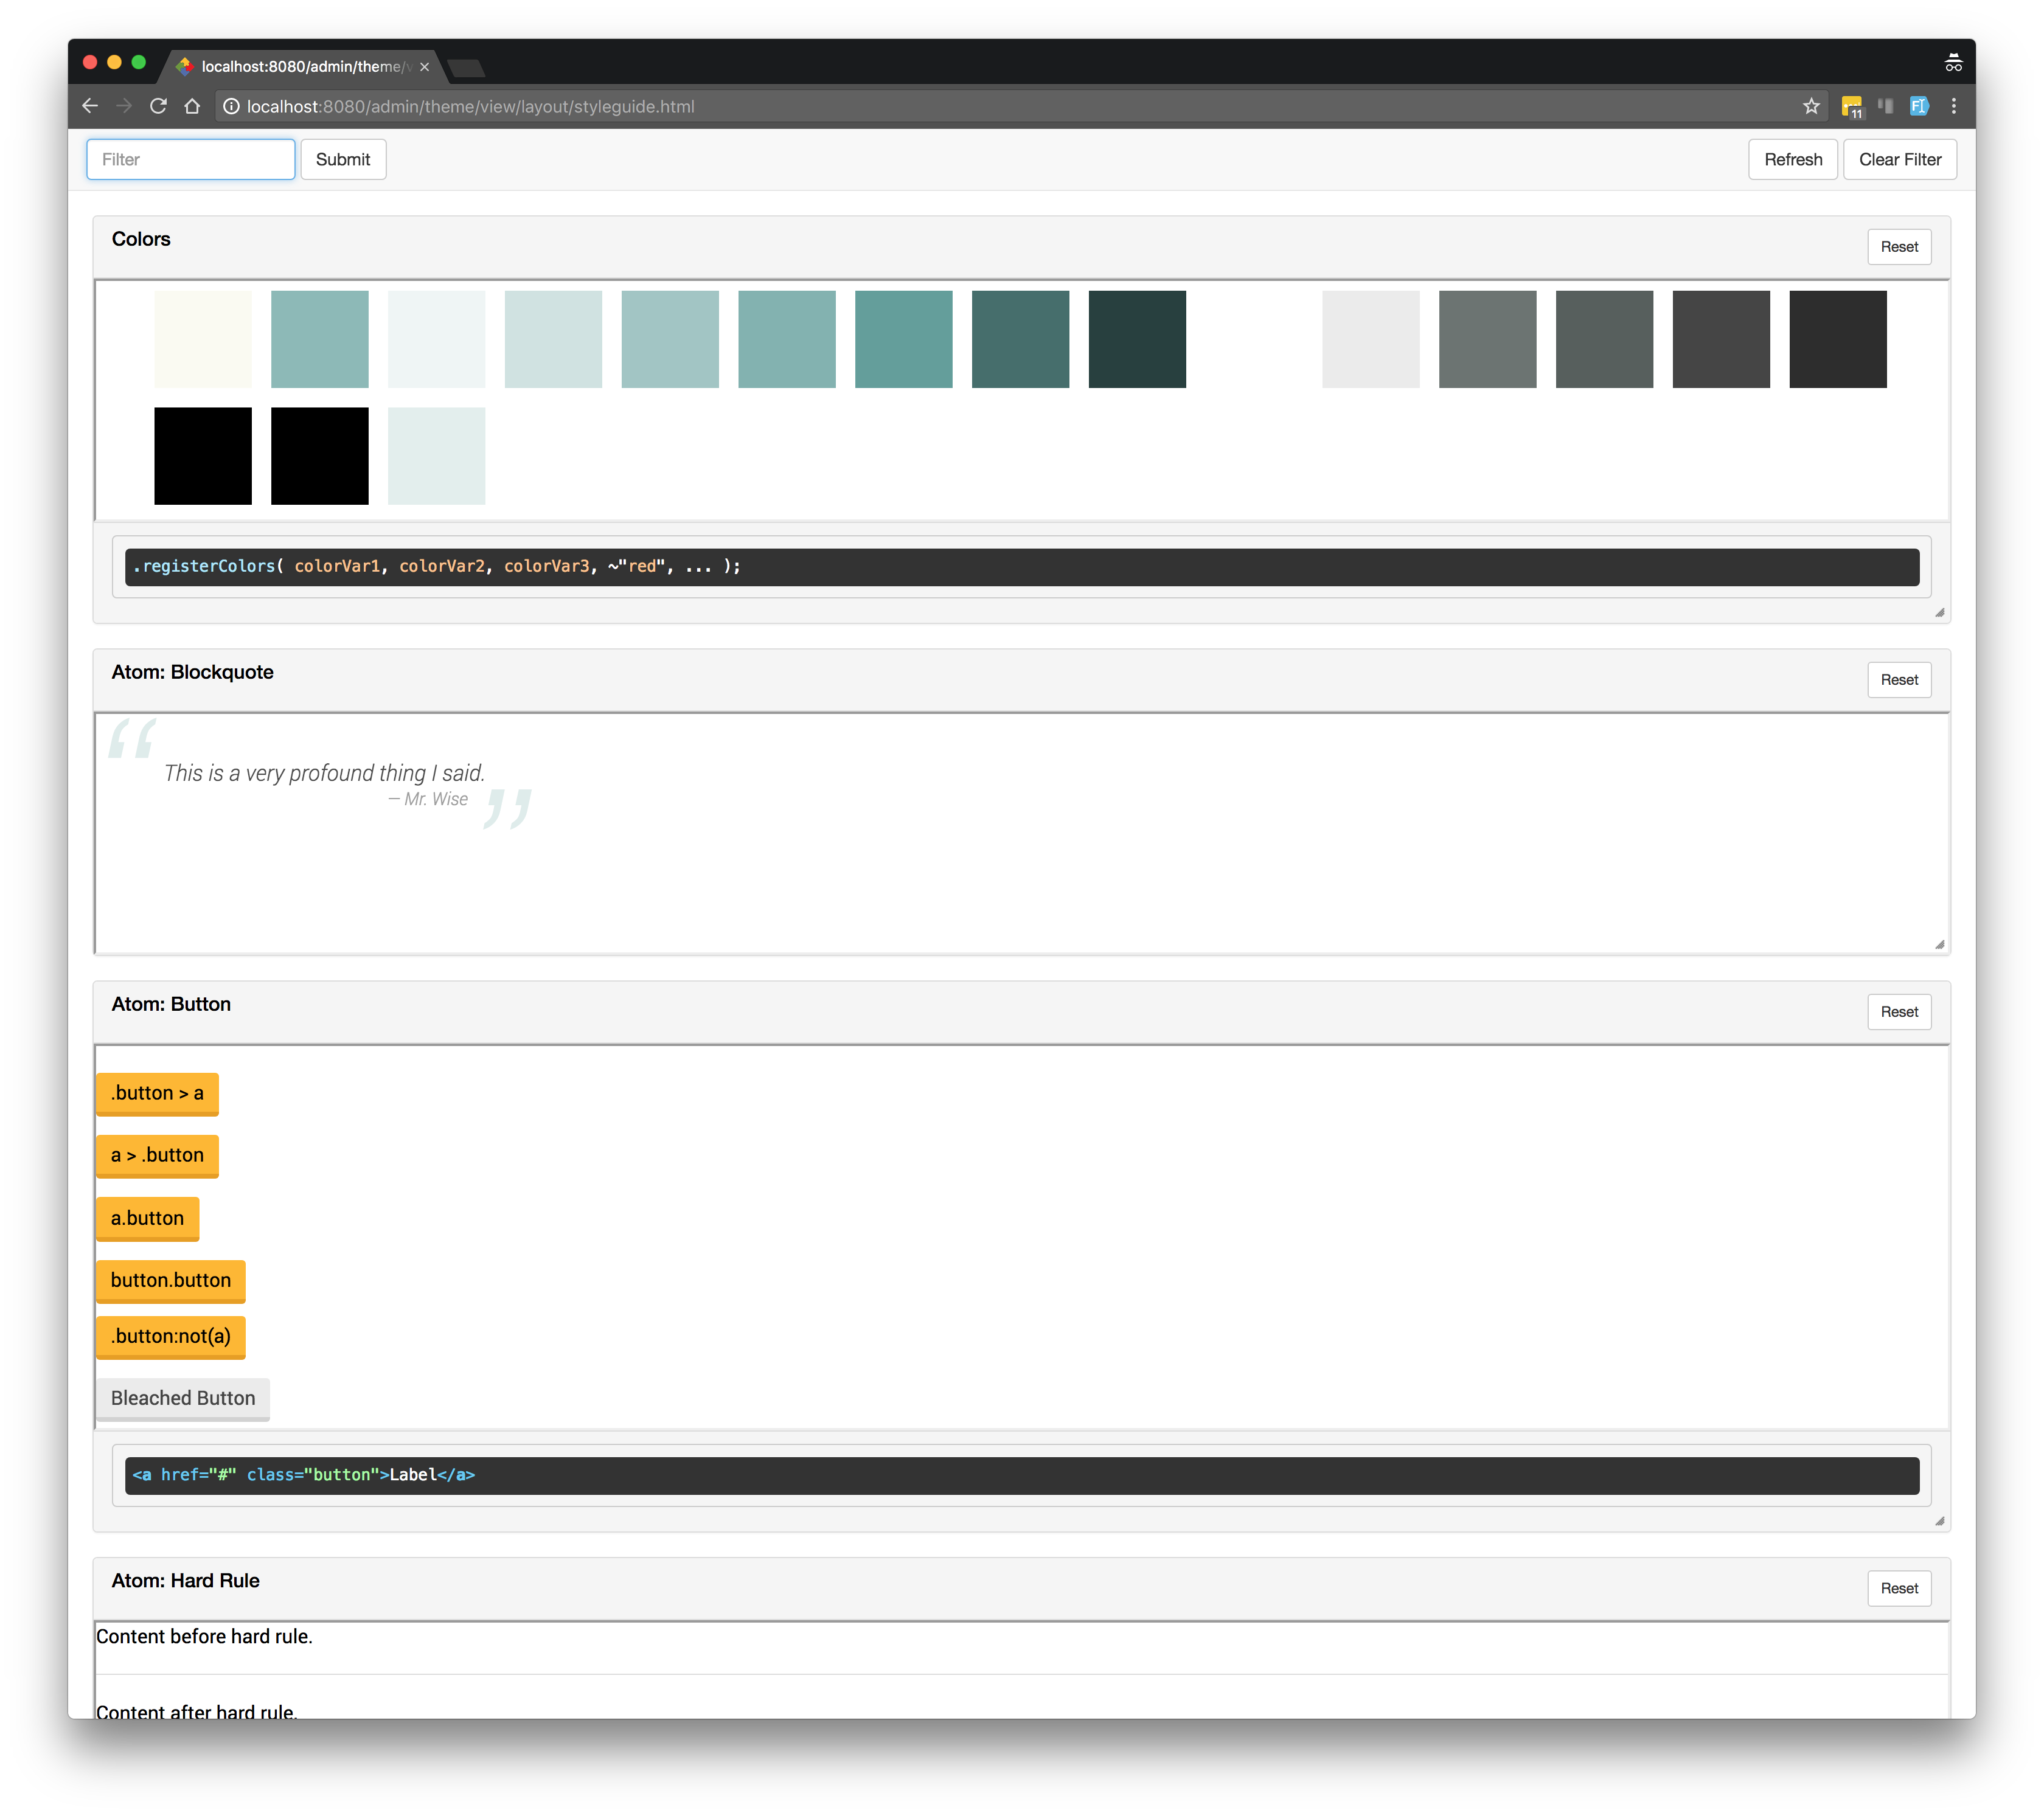 localhost:8080/admin/theme/v
localhost:8080/admin/theme/view/layout/styleguide.html
11
Filter
Submit
Refresh
Clear Filter
Colors
Reset
.registerColors( colorVar1, colorVar2, colorVar3, ~"red", ... );
Atom: Blockquote
Reset
“
This is a very profound thing I said.
— Mr. Wise
”
Atom: Button
Reset
.button > a
a > .button
a.button
button.button
.button:not(a)
Bleached Button
<a href="#" class="button">Label</a>
Atom: Hard Rule
Reset
Content before hard rule.
Content after hard rule.